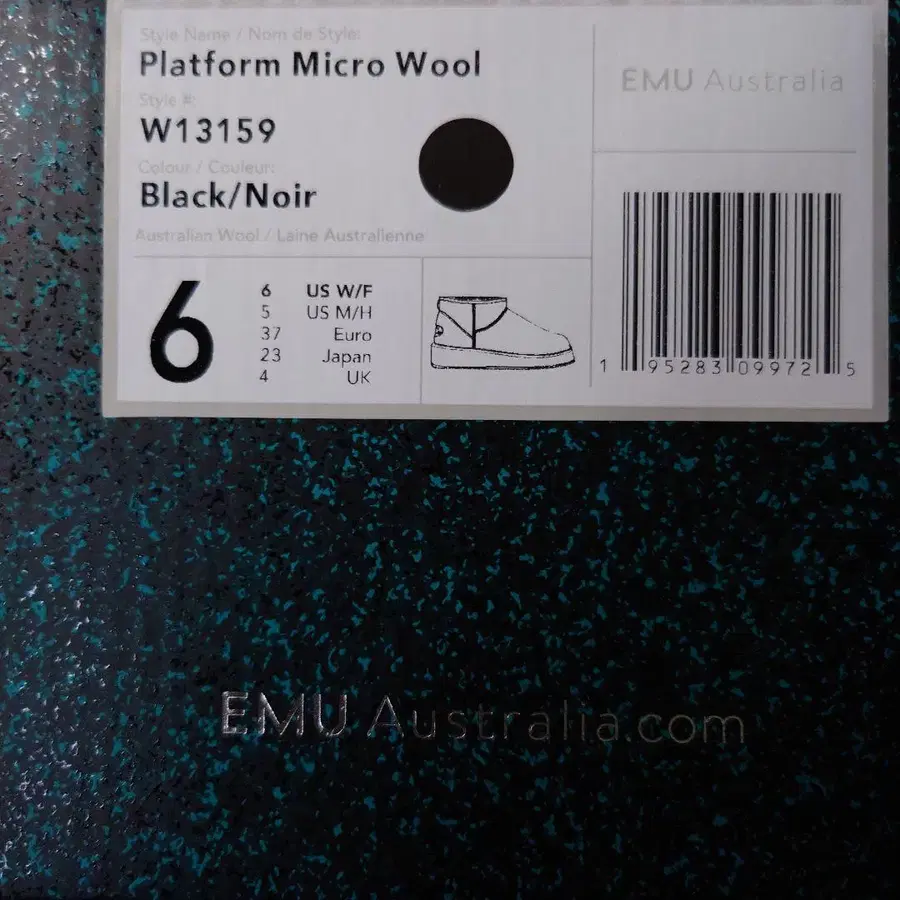 Style Name / Nom de Style:
Platform Micro Wool
Style #:
W13159
Colour / Couleur:
Black/Noir
Australian Wool / Laine Australienne
EMU Australia
6
6 US W/F
5 US M/H
37 Euro
23 Japan
4 UK
1 95283 09972 5
EMU Australia.com